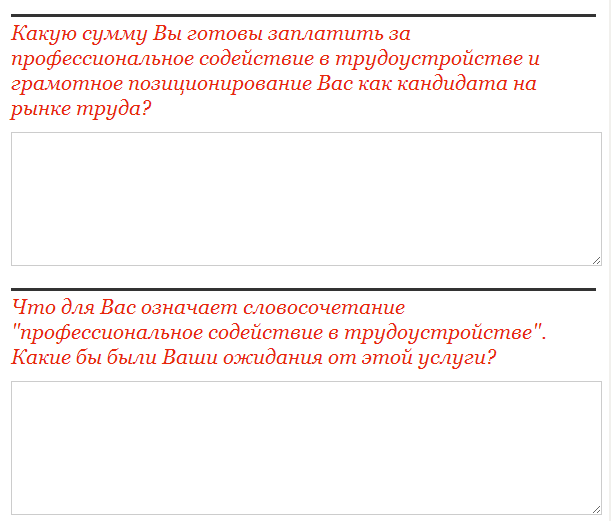 Какую сумму Вы готовы заплатить за
профессиональное содействие в трудоустройстве и
грамотное позиционирование Вас как кандидата на
рынке труда?
Что для Вас означает словосочетание
"профессиональное содействие в трудоустройстве".
Какие бы были Ваши ожидания от этой услуги?